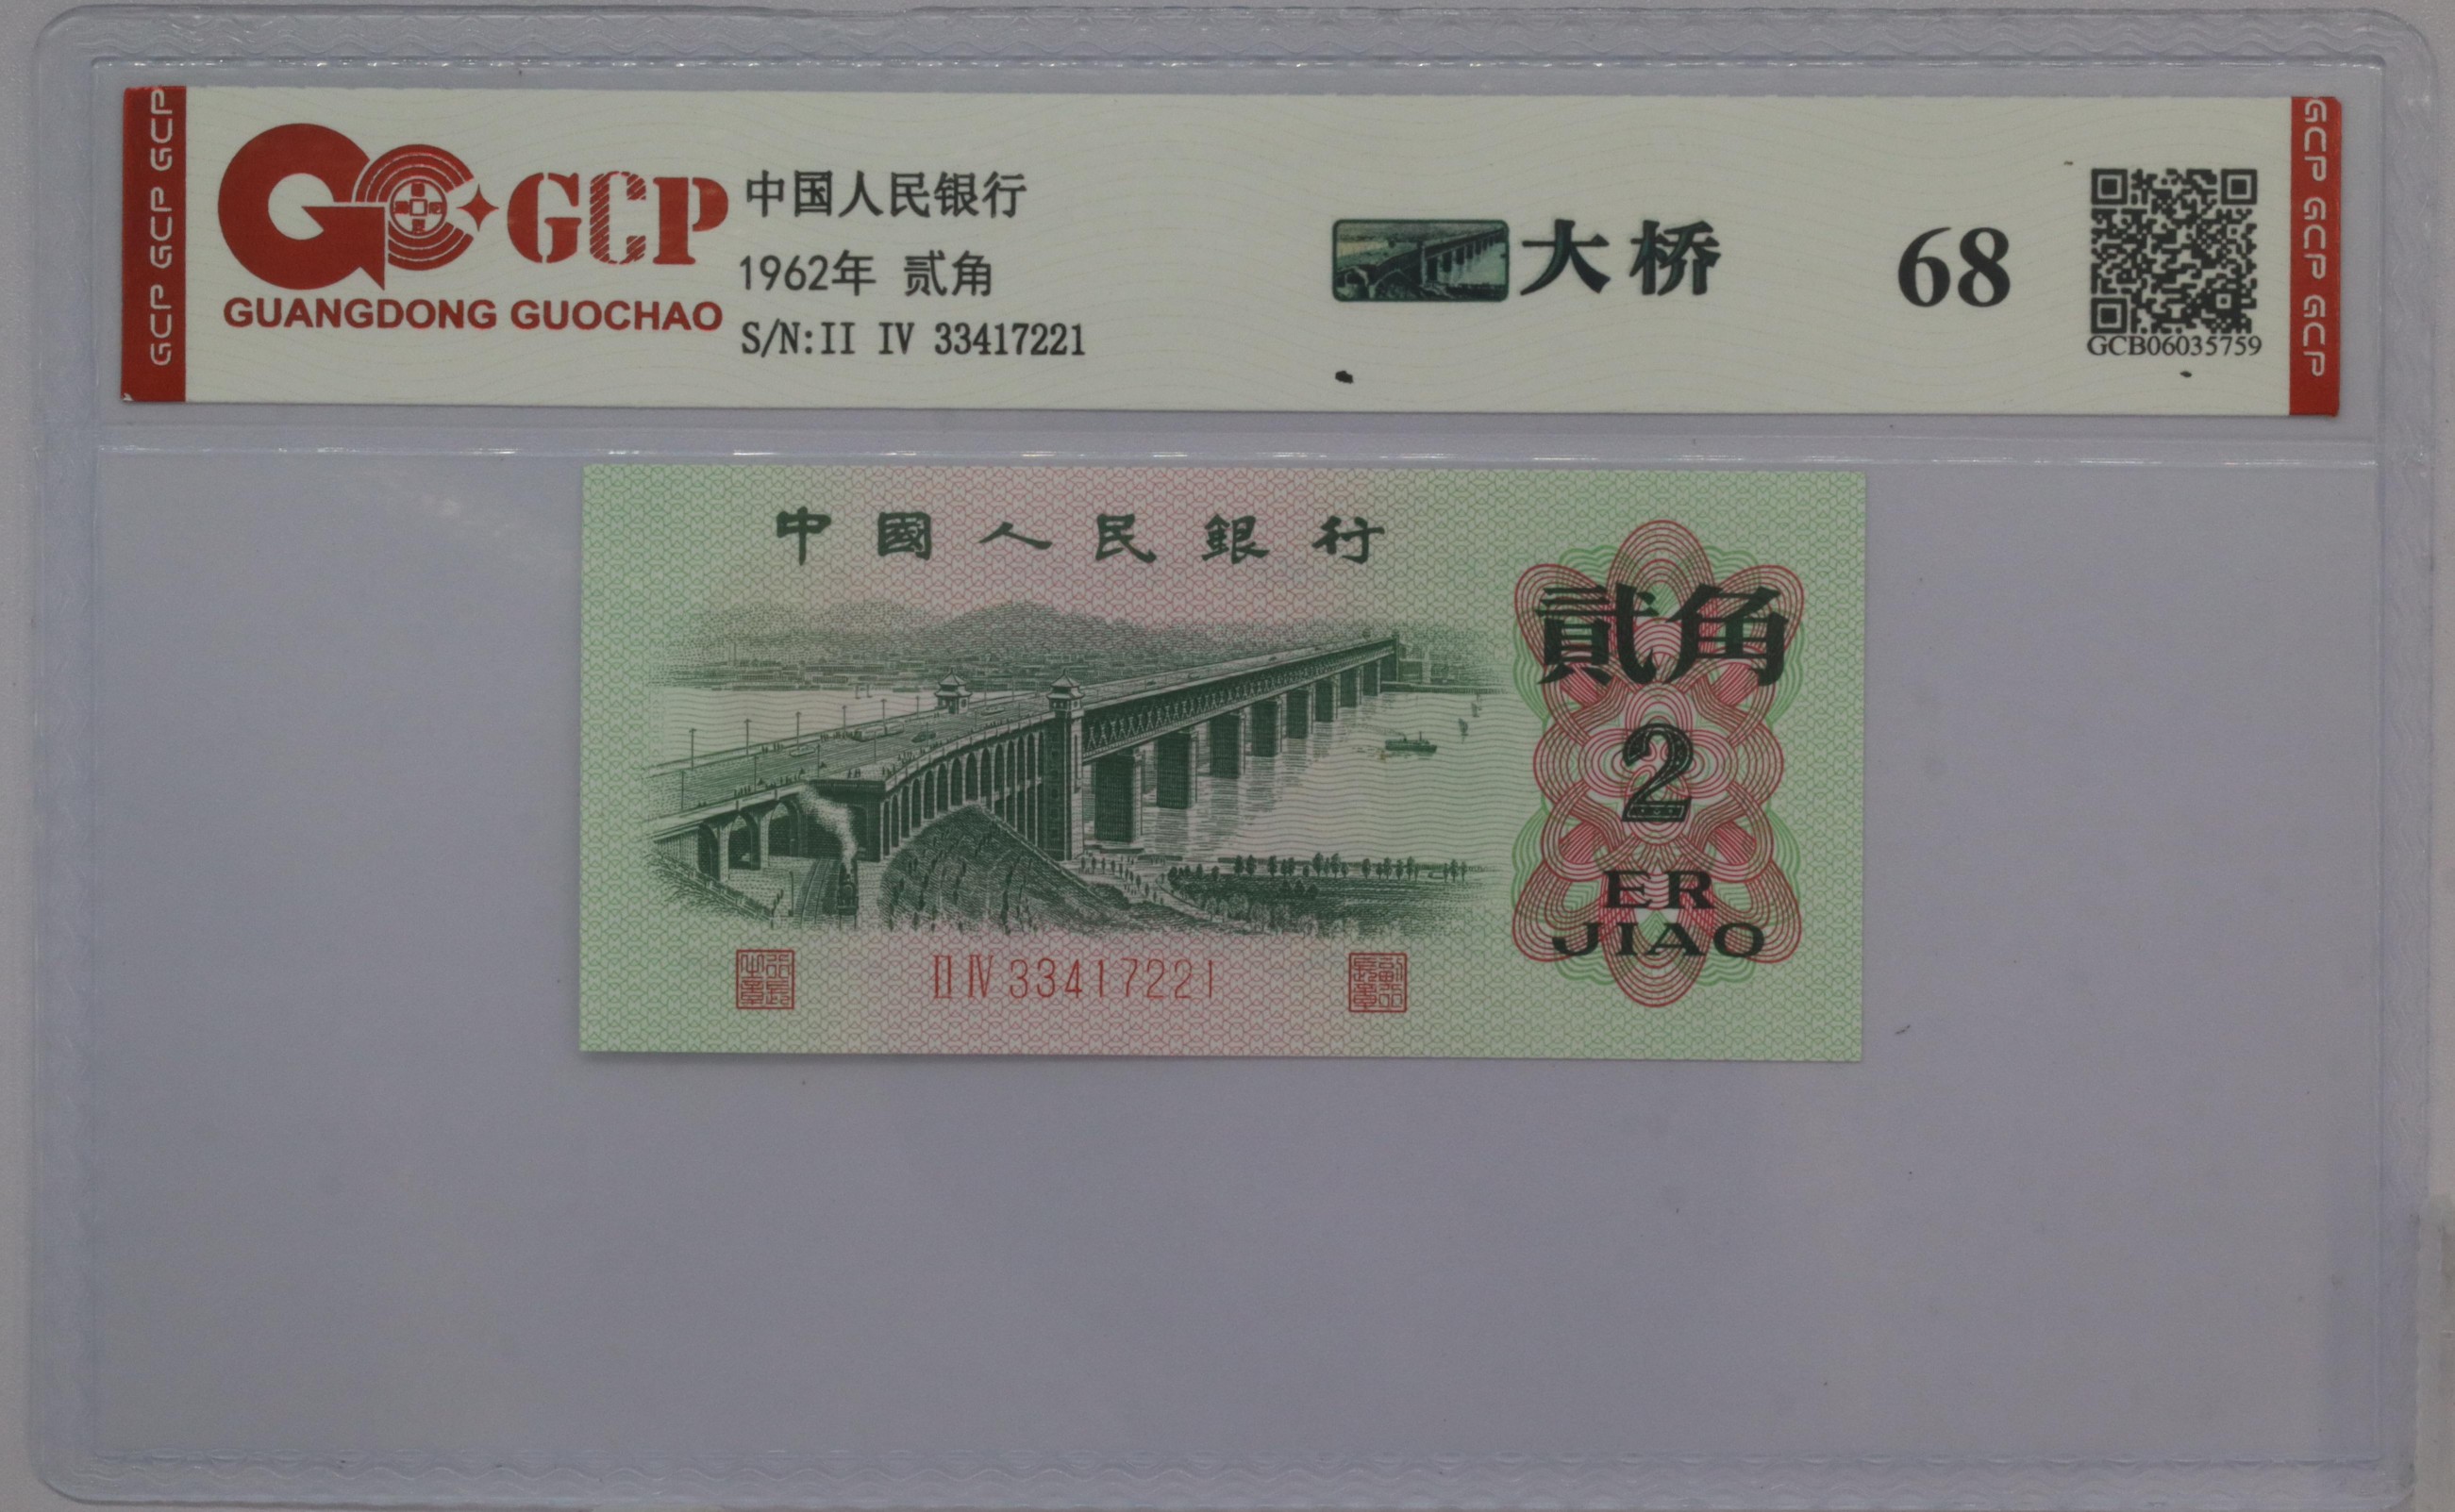 GCP GCP GCP
GCP
GUANGDONG GUOCHAO
中国人民银行
1962年 贰角
S/N:II IV 33417221
大桥
68
GCB06035759
GCP GCP GCP
中國人民銀行
貳角
2
ER
JIAO
II IV 33417221